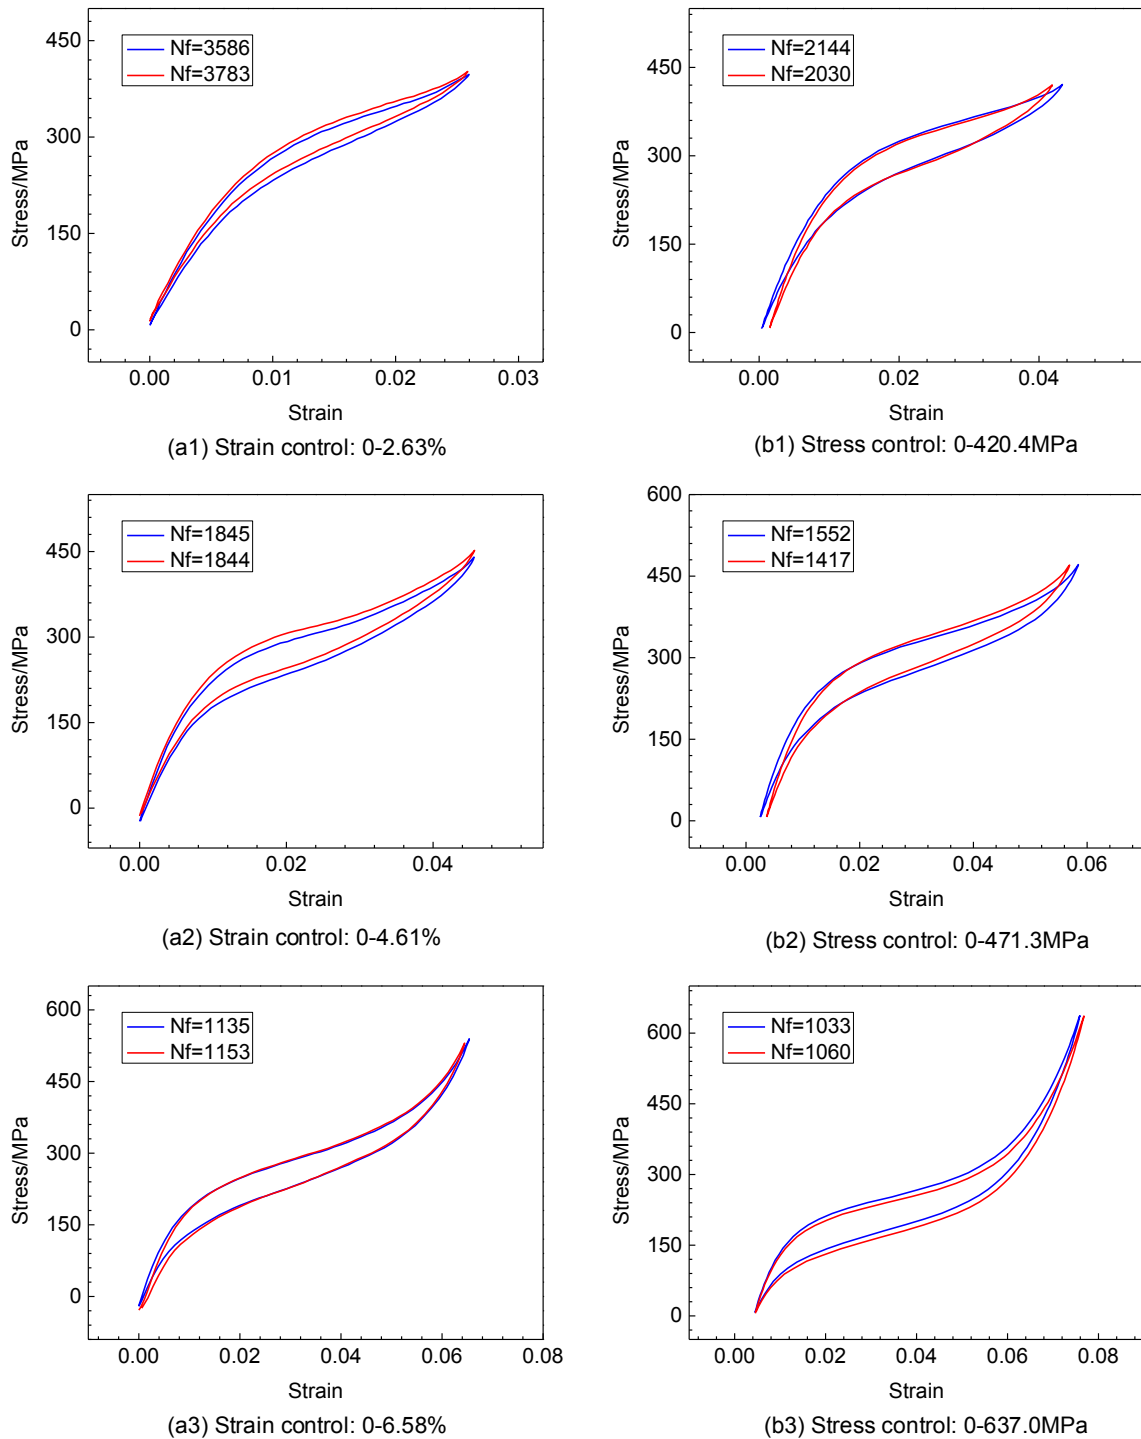 450
300
150
0
Stress/MPa
Nf=3586
Nf=3783
0.00 0.01 0.02 0.03
Strain
(a1) Strain control: 0-2.63%
450
300
150
0
Stress/MPa
Nf=2144
Nf=2030
0.00 0.02 0.04
Strain
(b1) Stress control: 0-420.4MPa
450
300
150
0
Stress/MPa
Nf=1845
Nf=1844
0.00 0.02 0.04
Strain
(a2) Strain control: 0-4.61%
600
450
300
150
0
Stress/MPa
Nf=1552
Nf=1417
0.00 0.02 0.04 0.06
Strain
(b2) Stress control: 0-471.3MPa
600
450
300
150
0
Stress/MPa
Nf=1135
Nf=1153
0.00 0.02 0.04 0.06 0.08
Strain
(a3) Strain control: 0-6.58%
600
450
300
150
0
Stress/MPa
Nf=1033
Nf=1060
0.00 0.02 0.04 0.06 0.08
Strain
(b3) Stress control: 0-637.0MPa